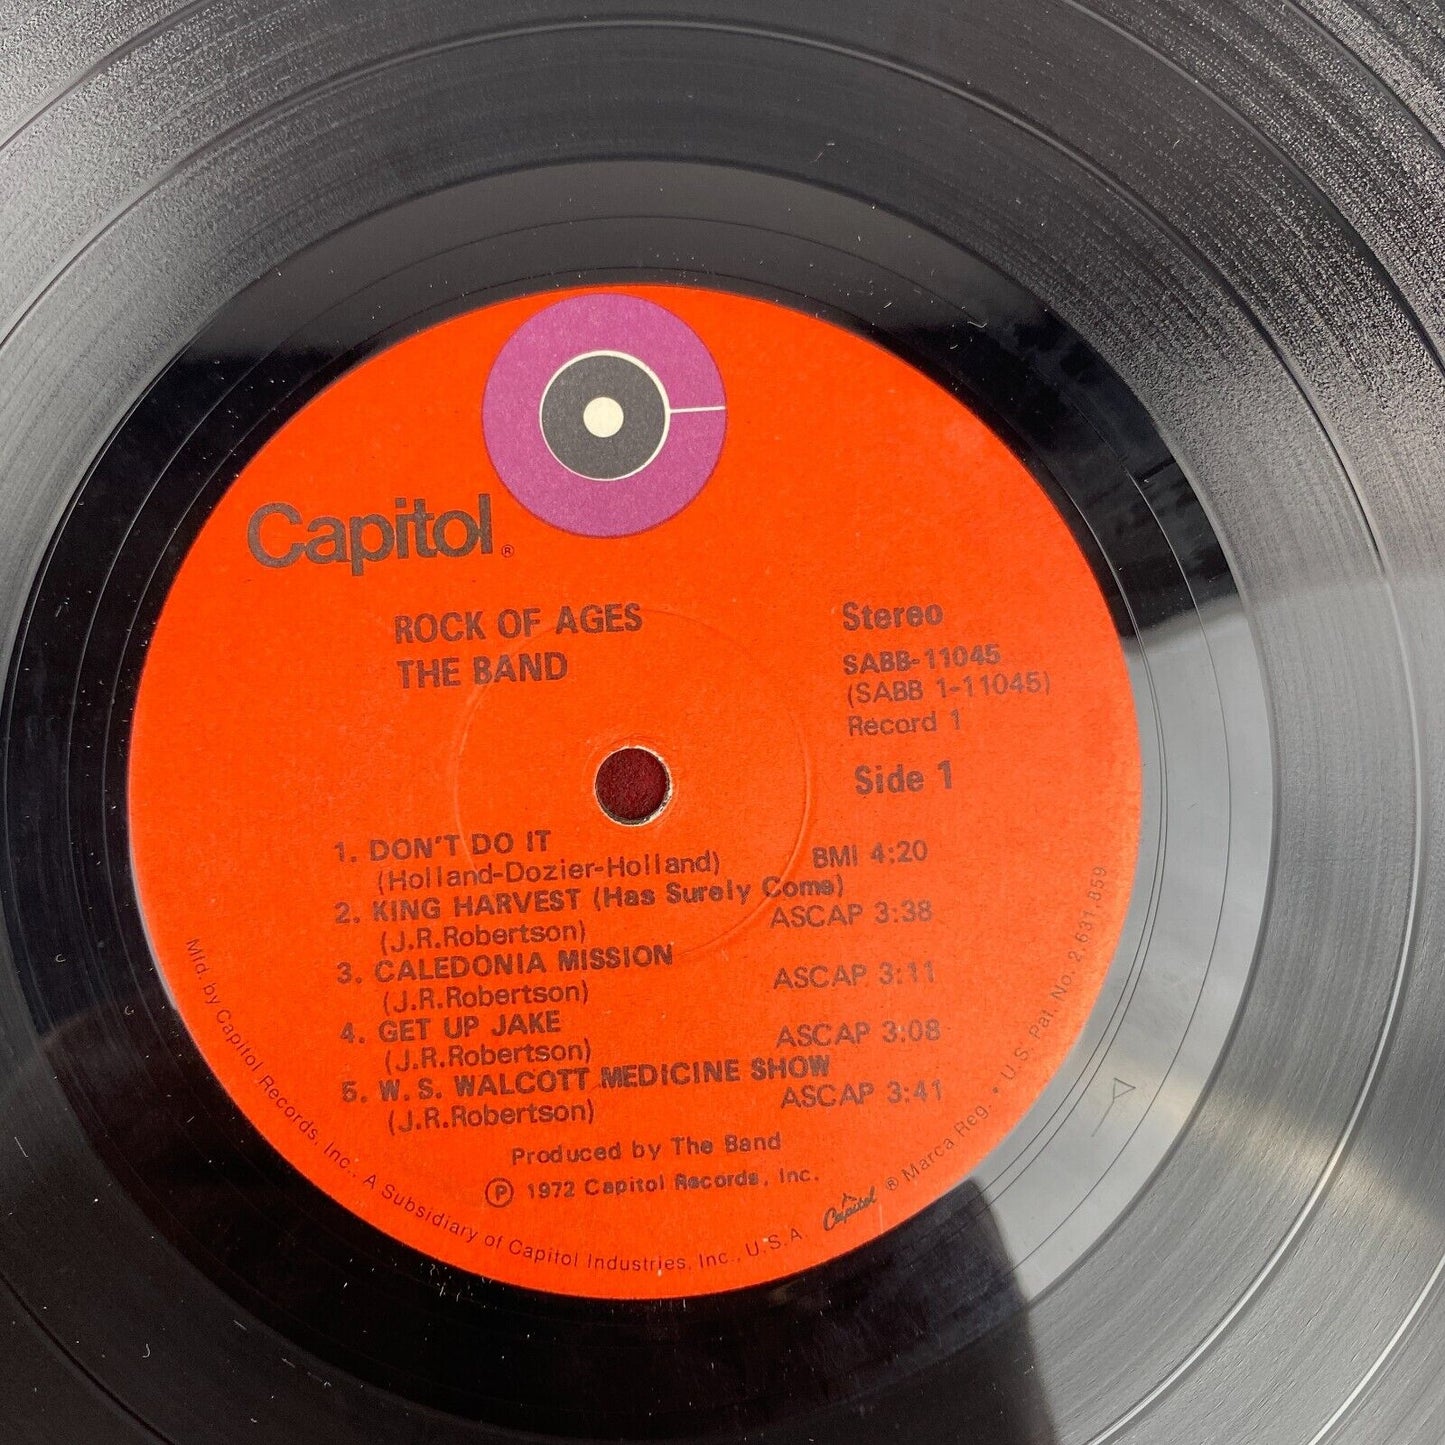 Capitol®
ROCK OF AGES
THE BAND
Stereo
SABB-11045
(SABB 1-11045)
Record 1
Side 1
1. DON'T DO IT
(Holland-Dozier-Holland) BMI 4:20
2. KING HARVEST (Has Surely Come)
(J.R.Robertson) ASCAP 3:38
3. CALEDONIA MISSION
(J.R.Robertson) ASCAP 3:11
4. GET UP JAKE
(J.R.Robertson) ASCAP 3:08
5. W. S. WALCOTT MEDICINE SHOW
(J.R.Robertson) ASCAP 3:41
Produced by The Band
℗ 1972 Capitol Records, Inc.
Mfd. by Capitol Records, Inc., A Subsidiary of Capitol Industries, Inc., U.S.A. Capitol ® Marca Reg. • U.S. Pat. No. 2,631,859